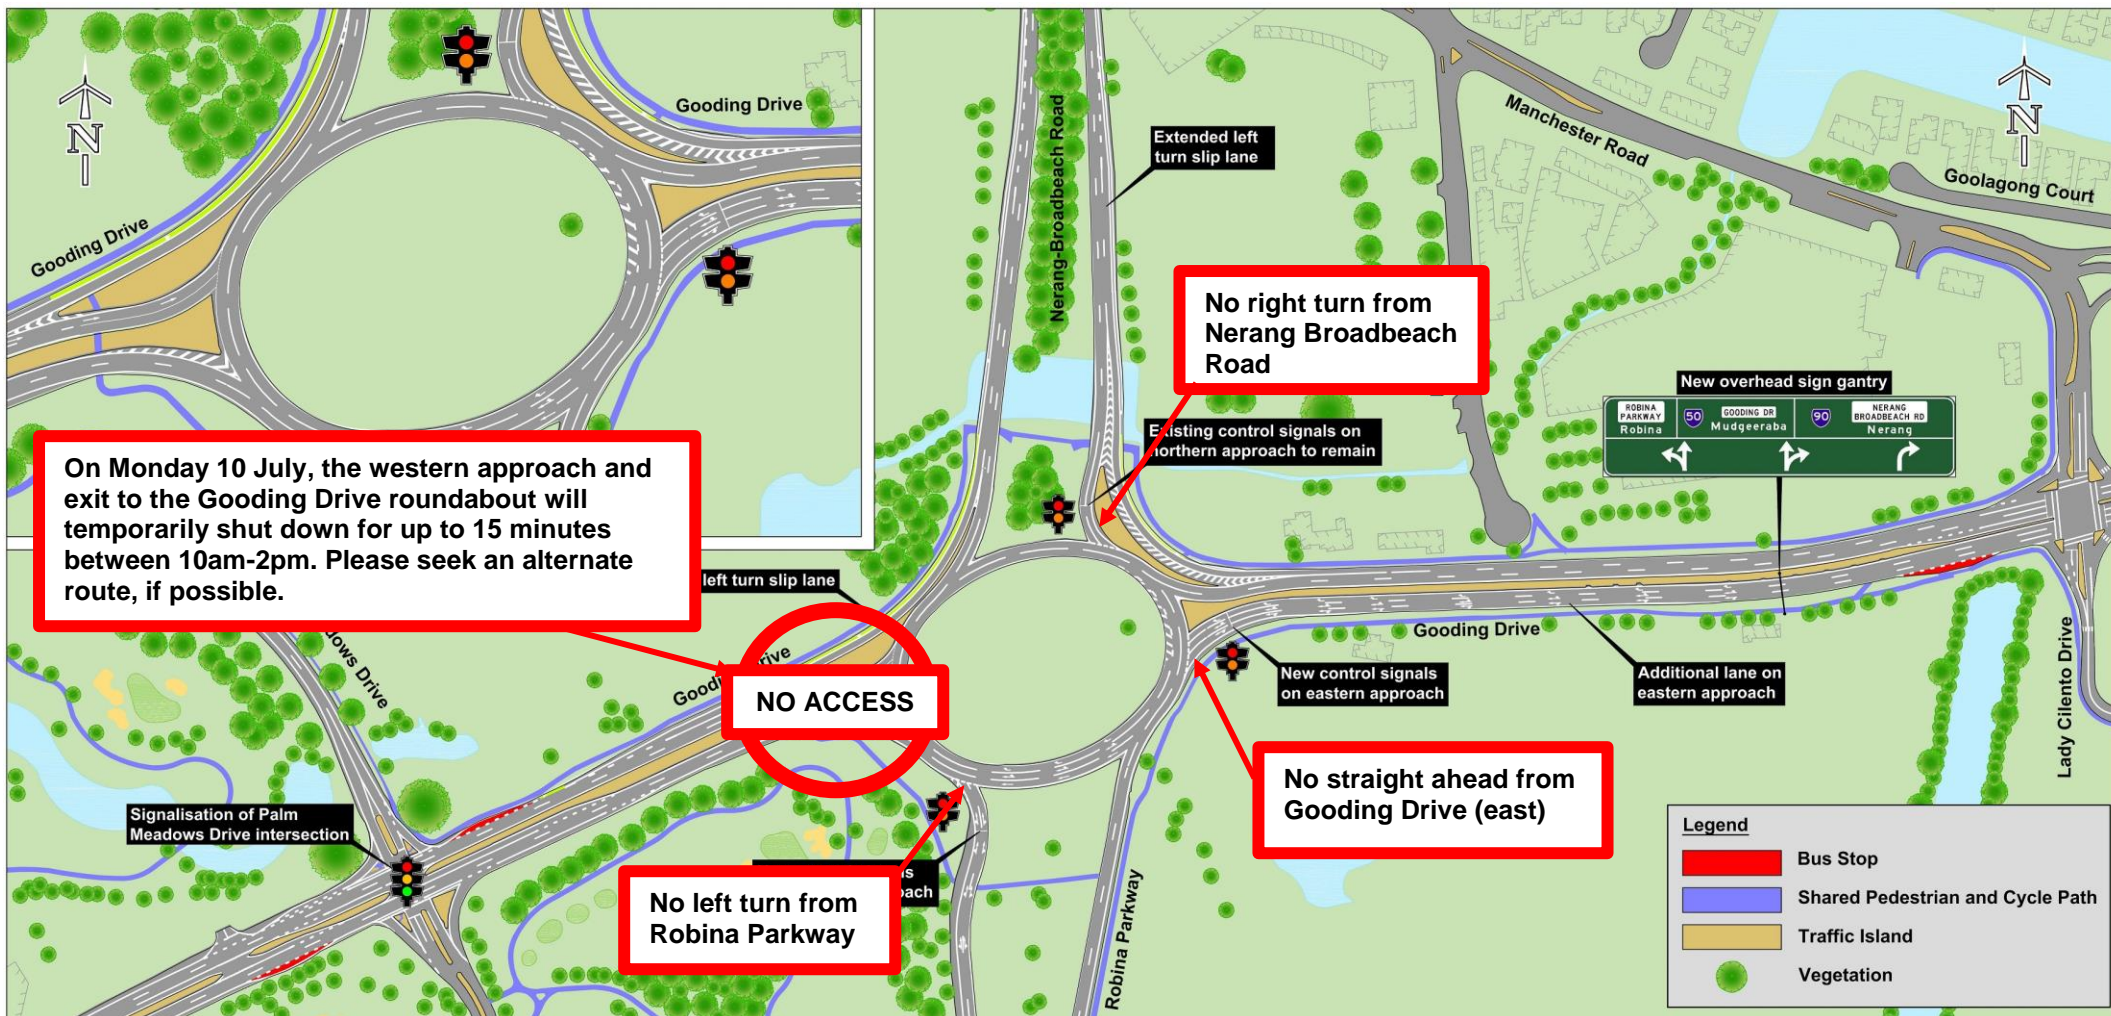 N
Gooding Drive
Gooding Drive
On Monday 10 July, the western approach and
exit to the Gooding Drive roundabout will
temporarily shut down for up to 15 minutes
between 10am-2pm. Please seek an alternate
route, if possible.
Nerang-Broadbeach Road
Extended left
turn slip lane
Manchester Road
N
Goolagong Court
No right turn from
Nerang Broadbeach
Road
New overhead sign gantry
ROBINA
PARKWAY
Robina
50
GOODING DR
Mudgeeraba
90
NERANG
BROADBEACH RD
Nerang
Existing control signals on
northern approach to remain
left turn slip lane
Gooding Drive
New control signals
on eastern approach
Additional lane on
eastern approach
Lady Cilento Drive
NO ACCESS
No straight ahead from
Gooding Drive (east)
Signalisation of Palm
Meadows Drive intersection
No left turn from
Robina Parkway
Robina Parkway
Legend
Bus Stop
Shared Pedestrian and Cycle Path
Traffic Island
Vegetation